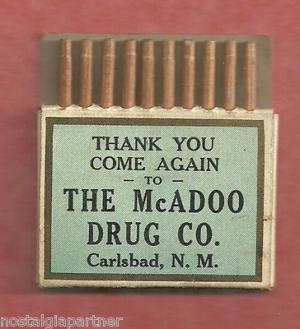 THANK YOU
COME AGAIN
— TO —
THE McADOO
DRUG CO.
Carlsbad, N. M.
nostalgiapartner